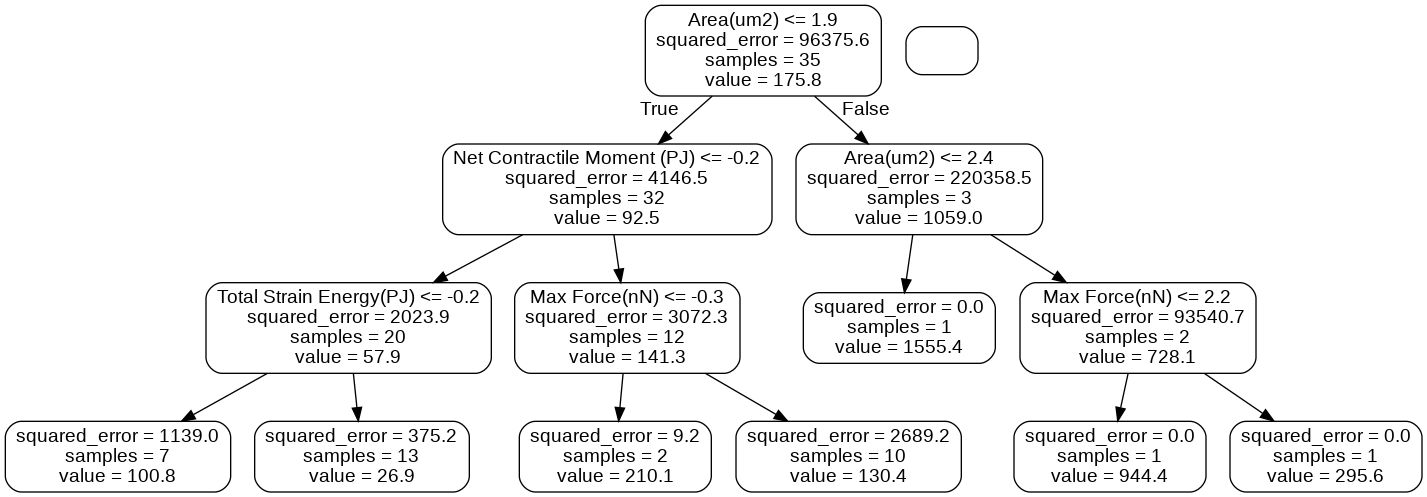 Area(um2) <= 1.9
squared_error = 96375.6
samples = 35
value = 175.8
True
False
Net Contractile Moment (PJ) <= -0.2
squared_error = 4146.5
samples = 32
value = 92.5
Area(um2) <= 2.4
squared_error = 220358.5
samples = 3
value = 1059.0
Total Strain Energy(PJ) <= -0.2
squared_error = 2023.9
samples = 20
value = 57.9
Max Force(nN) <= -0.3
squared_error = 3072.3
samples = 12
value = 141.3
squared_error = 0.0
samples = 1
value = 1555.4
Max Force(nN) <= 2.2
squared_error = 93540.7
samples = 2
value = 728.1
squared_error = 1139.0
samples = 7
value = 100.8
squared_error = 375.2
samples = 13
value = 26.9
squared_error = 9.2
samples = 2
value = 210.1
squared_error = 2689.2
samples = 10
value = 130.4
squared_error = 0.0
samples = 1
value = 944.4
squared_error = 0.0
samples = 1
value = 295.6